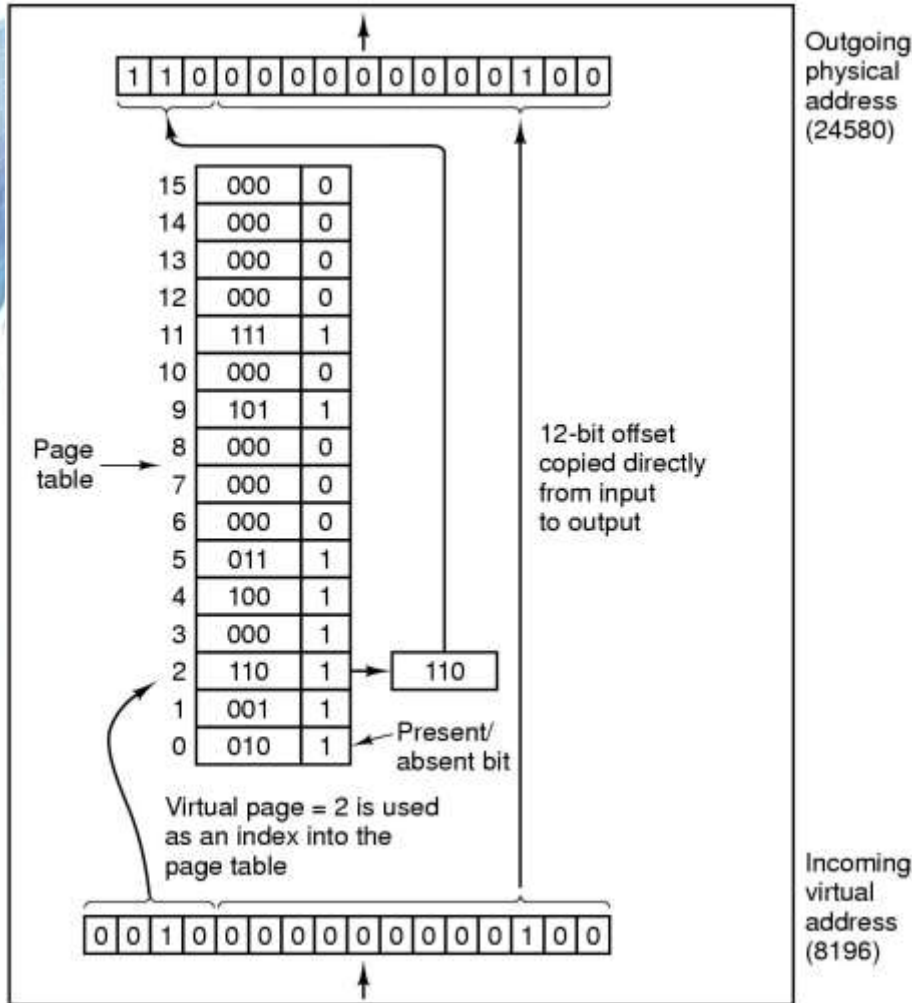 1 1 0 0 0 0 0 0 0 0 0 0 1 0 0
Outgoing
physical
address
(24580)
15 000 0
14 000 0
13 000 0
12 000 0
11 111 1
10 000 0
9 101 1
8 000 0
7 000 0
6 000 0
5 011 1
4 100 1
3 000 1
2 110 1 110
1 001 1
0 010 1
Page
table
12-bit offset
copied directly
from input
to output
Present/
absent bit
Virtual page = 2 is used
as an index into the
page table
0 0 1 0 0 0 0 0 0 0 0 0 0 1 0 0
Incoming
virtual
address
(8196)